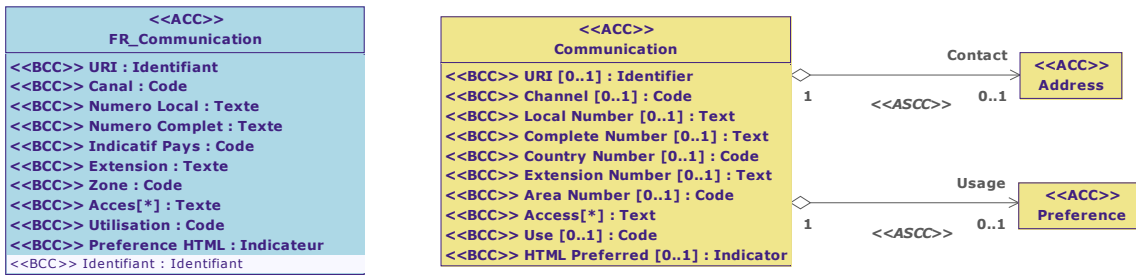 <<ACC>>
FR_Communication
<<BCC>> URI : Identifiant
<<BCC>> Canal : Code
<<BCC>> Numero Local : Texte
<<BCC>> Numero Complet : Texte
<<BCC>> Indicatif Pays : Code
<<BCC>> Extension : Texte
<<BCC>> Zone : Code
<<BCC>> Acces[*] : Texte
<<BCC>> Utilisation : Code
<<BCC>> Preference HTML : Indicateur
<<BCC>> Identifiant : Identifiant
<<ACC>>
Communication
<<BCC>> URI [0..1] : Identifier
<<BCC>> Channel [0..1] : Code
<<BCC>> Local Number [0..1] : Text
<<BCC>> Complete Number [0..1] : Text
<<BCC>> Country Number [0..1] : Code
<<BCC>> Extension Number [0..1] : Text
<<BCC>> Area Number [0..1] : Code
<<BCC>> Access[*] : Text
<<BCC>> Use [0..1] : Code
<<BCC>> HTML Preferred [0..1] : Indicator
Contact
1
<<ASCC>>
0..1
<<ACC>>
Address
Usage
1
<<ASCC>>
0..1
<<ACC>>
Preference